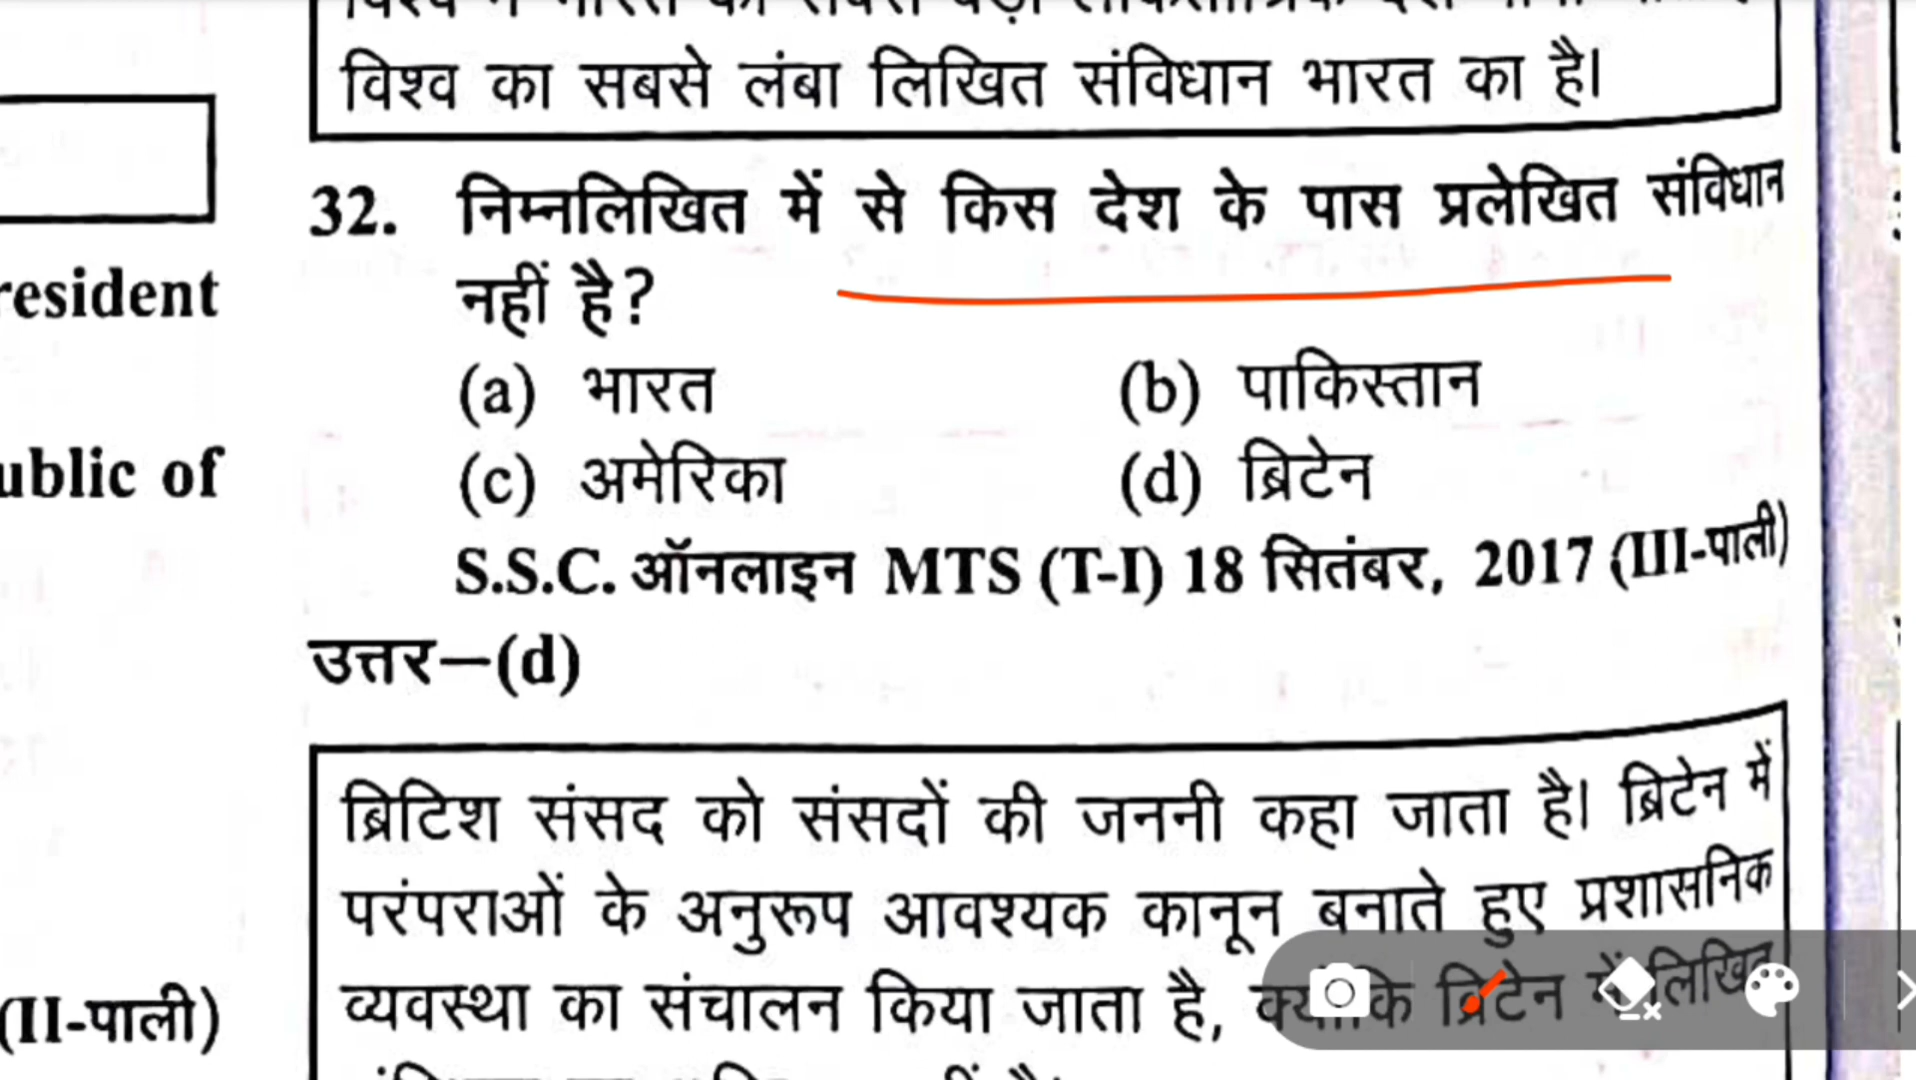 विश्व का सबसे लंबा लिखित संविधान भारत का है।
32. निम्नलिखित में से किस देश के पास प्रलेखित संविधान
नहीं है?
(a) भारत (b) पाकिस्तान
(c) अमेरिका (d) ब्रिटेन
S.S.C. ऑनलाइन MTS (T-I) 18 सितंबर, 2017 (III-पाली)
उत्तर—(d)
ब्रिटिश संसद को संसदों की जननी कहा जाता है। ब्रिटेन में
परंपराओं के अनुरूप आवश्यक कानून बनाते हुए प्रशासनिक
व्यवस्था का संचालन किया जाता है, क्योंकि ब्रिटेन में लिखित
resident
ublic of
(II-पाली)